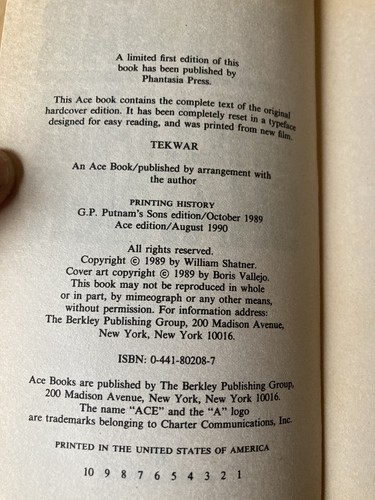 A limited first edition of this
book has been published by
Phantasia Press.
This Ace book contains the complete text of the original
hardcover edition. It has been completely reset in a typeface
designed for easy reading, and was printed from new film.
TEKWAR
An Ace Book/published by arrangement with
the author
PRINTING HISTORY
G.P. Putnam's Sons edition/October 1989
Ace edition/August 1990
All rights reserved.
Copyright © 1989 by William Shatner.
Cover art copyright © 1989 by Boris Vallejo.
This book may not be reproduced in whole
or in part, by mimeograph or any other means,
without permission. For information address:
The Berkley Publishing Group, 200 Madison Avenue,
New York, New York 10016.
ISBN: 0-441-80208-7
Ace Books are published by The Berkley Publishing Group,
200 Madison Avenue, New York, New York 10016.
The name "ACE" and the "A" logo
are trademarks belonging to Charter Communications, Inc.
PRINTED IN THE UNITED STATES OF AMERICA
10 9 8 7 6 5 4 3 2 1